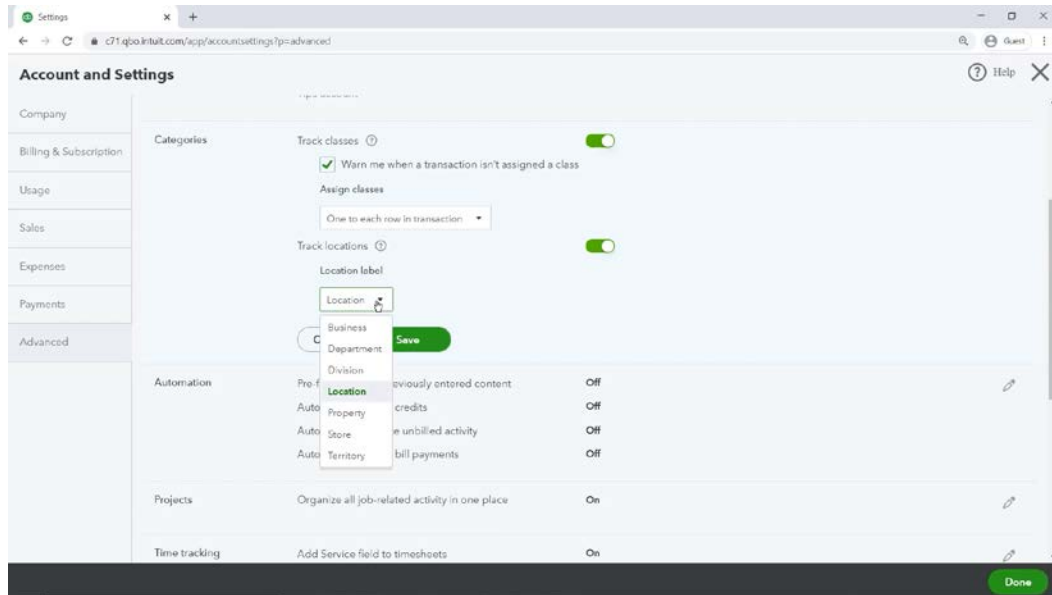 Settings
c71.qbo.intuit.com/app/accountsettings?p=advanced
Guest
Account and Settings
Help
Company
Billing & Subscription
Usage
Sales
Expenses
Payments
Advanced
Categories
Track classes
Warn me when a transaction isn't assigned a class
Assign classes
One to each row in transaction
Track locations
Location label
Location
Business
Department
Division
Location
Property
Store
Territory
C
Save
Automation
Pre-f eviously entered content Off
Auto credits Off
Auto e unbilled activity Off
Auto bill payments Off
Projects
Organize all job-related activity in one place On
Time tracking
Add Service field to timesheets On
Done